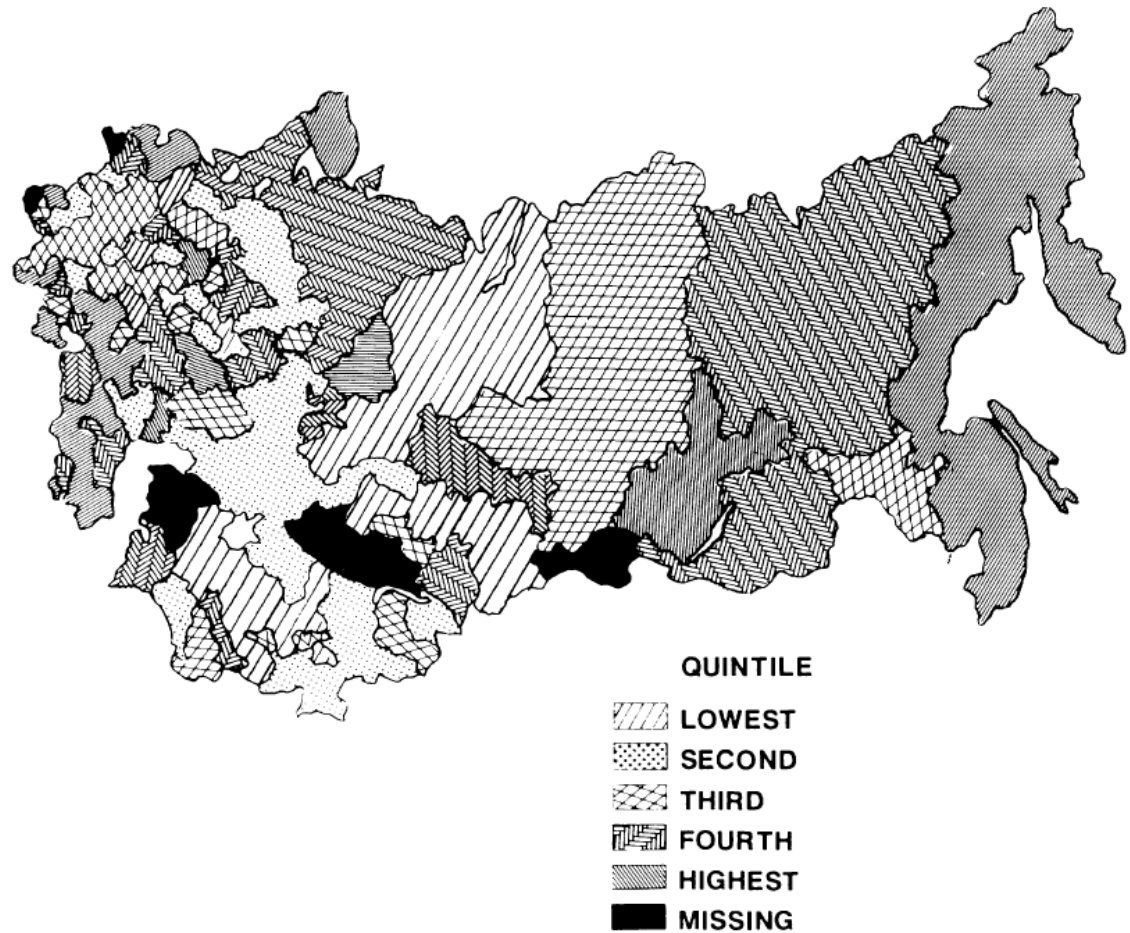 QUINTILE
LOWEST
SECOND
THIRD
FOURTH
HIGHEST
MISSING